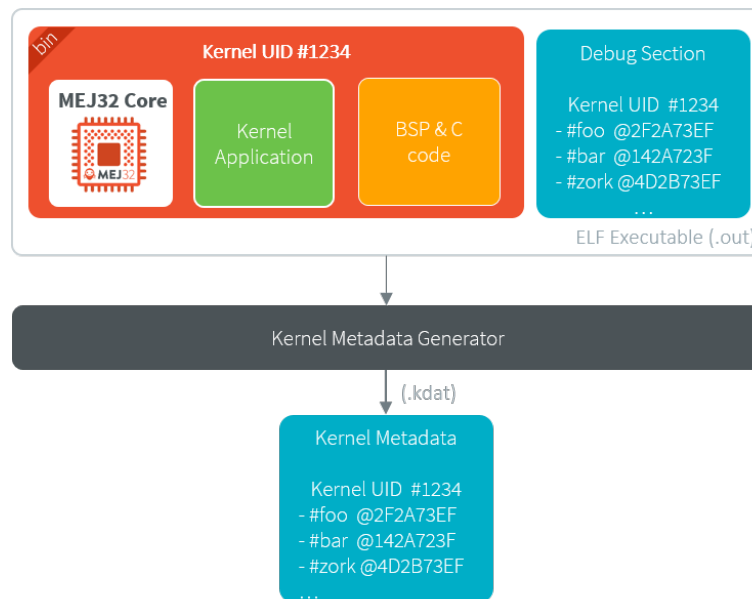 bin
Kernel UID #1234
MEJ32 Core
MEJ32
Kernel
Application
BSP & C
code
Debug Section
Kernel UID #1234
- #foo @2F2A73EF
- #bar @142A723F
- #zork @4D2B73EF
...
ELF Executable (.out)
Kernel Metadata Generator
(.kdat)
Kernel Metadata
Kernel UID #1234
- #foo @2F2A73EF
- #bar @142A723F
- #zork @4D2B73EF
...